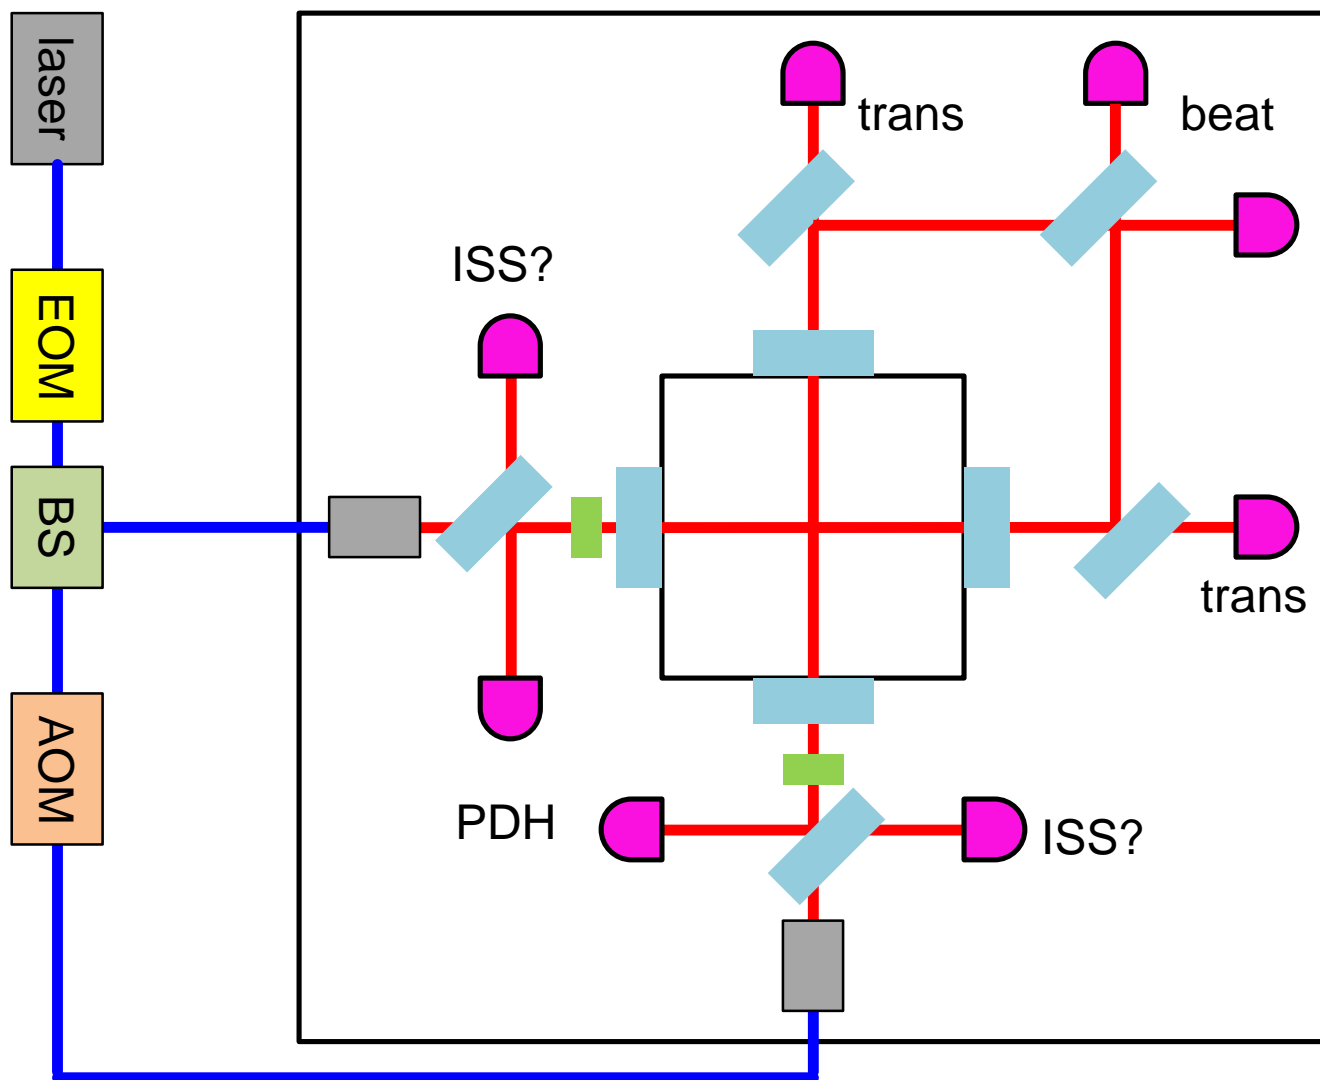 laser
trans
beat
ISS?
EOM
BS
trans
AOM
PDH
ISS?